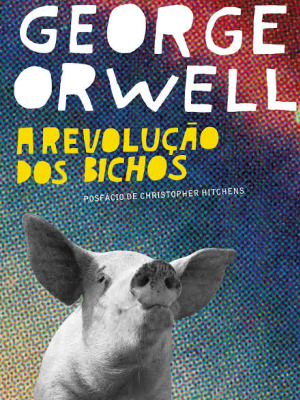 GEORGE
ORWELL
A REVOLUÇÃO
DOS BICHOS
POSFÁCIO DE CHRISTOPHER HITCHENS